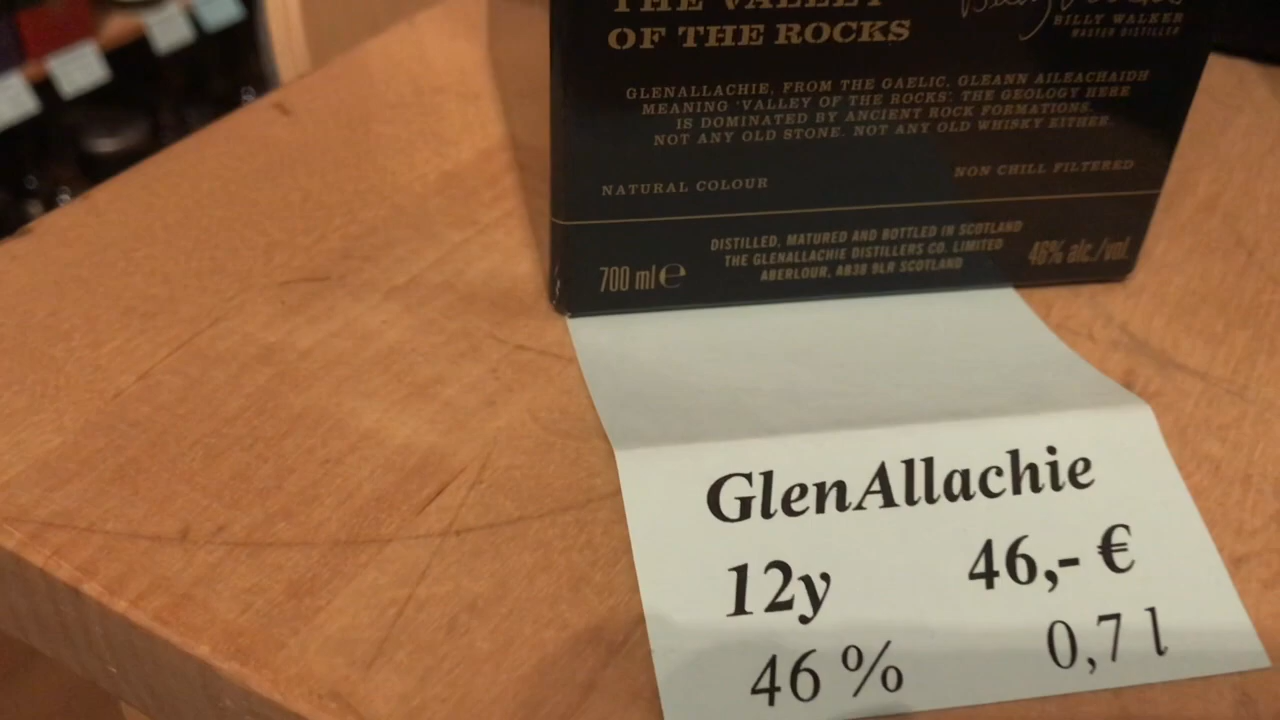 THE VALLEY
OF THE ROCKS
BILLY WALKER
MASTER DISTILLER
GLENALLACHIE, FROM THE GAELIC, GLEANN AILEACHAIDH
MEANING 'VALLEY OF THE ROCKS'. THE GEOLOGY HERE
IS DOMINATED BY ANCIENT ROCK FORMATIONS.
NOT ANY OLD STONE. NOT ANY OLD WHISKY EITHER.
NATURAL COLOUR
NON CHILL FILTERED
DISTILLED, MATURED AND BOTTLED IN SCOTLAND
THE GLENALLACHIE DISTILLERS CO. LIMITED
ABERLOUR, AB38 9LR SCOTLAND
700 ml e
46% alc./vol.
GlenAllachie
12y 46,- €
46 % 0,7 l